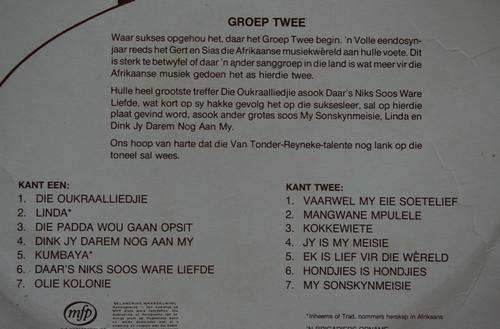 GROEP TWEE
Waar sukses opgehou het, daar het Groep Twee begin. 'n Volle eendosyn-
jaar reeds het Gert en Sias die Afrikaanse musiekwêreld aan hulle voete. Dit
is sterk te betwyfel of daar 'n ander sanggroep in die land is wat meer vir die
Afrikaanse musiek gedoen het as hierdie twee.
Hulle heel grootste treffer Die Oukraalliedjie asook Daar's Niks Soos Ware
Liefde, wat kort op sy hakke gevolg het op die suksesleer, sal op hierdie
plaat gevind word, asook ander grotes soos My Sonskynmeisie, Linda en
Dink Jy Darem Nog Aan My.
Ons hoop van harte dat die Van Tonder-Reyneke-talente nog lank op die
toneel sal wees.
KANT EEN:
1. DIE OUKRAALLIEDJIE
2. LINDA*
3. DIE PADDA WOU GAAN OPSIT
4. DINK JY DAREM NOG AAN MY
5. KUMBAYA*
6. DAAR'S NIKS SOOS WARE LIEFDE
7. OLIE KOLONIE
KANT TWEE:
1. VAARWEL MY EIE SOETELIEF
2. MANGWANE MPULELE
3. KOKKEWIETE
4. JY IS MY MEISIE
5. EK IS LIEF VIR DIE WÊRELD
6. HONDJIES IS HONDJIES
7. MY SONSKYNMEISIE
*Inheems of Trad. nommers herskep in Afrikaans
mfp